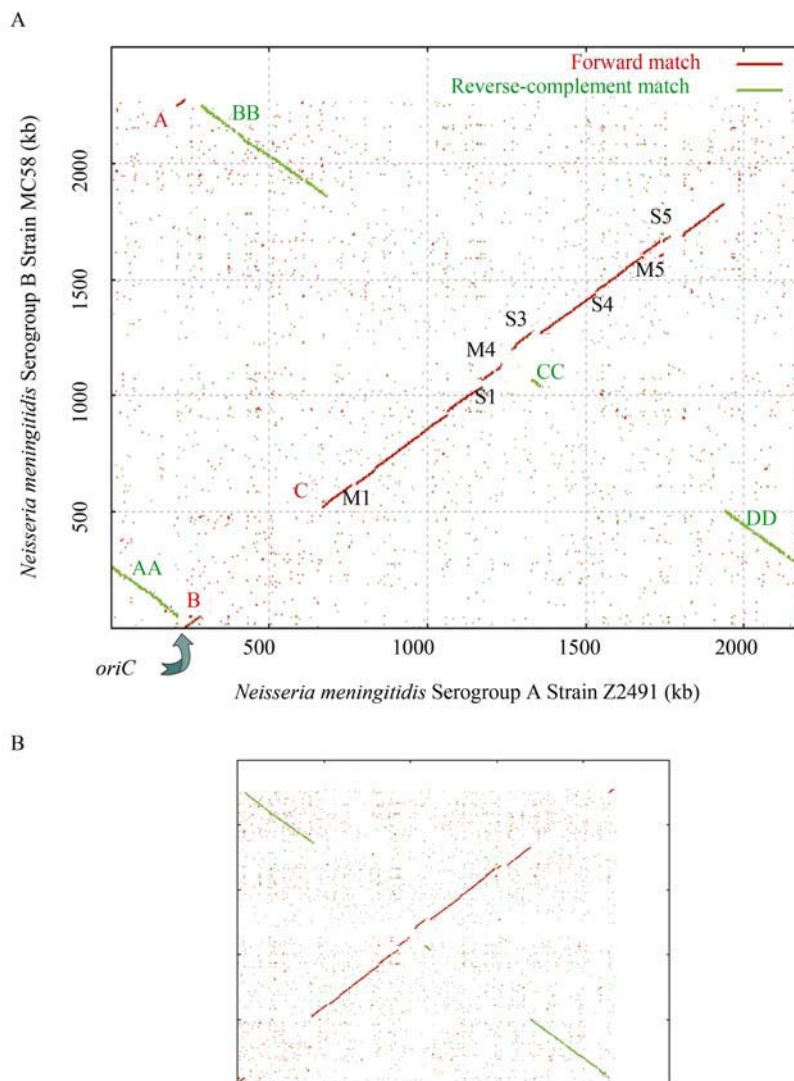 A
Forward match
Reverse-complement match
A
BB
S5
M5
S4
S3
M4
CC
S1
C
M1
DD
AA
B
2000
1500
1000
500
Neisseria meningitidis Serogroup B Strain MC58 (kb)
500
1000
1500
2000
oriC
Neisseria meningitidis Serogroup A Strain Z2491 (kb)
B